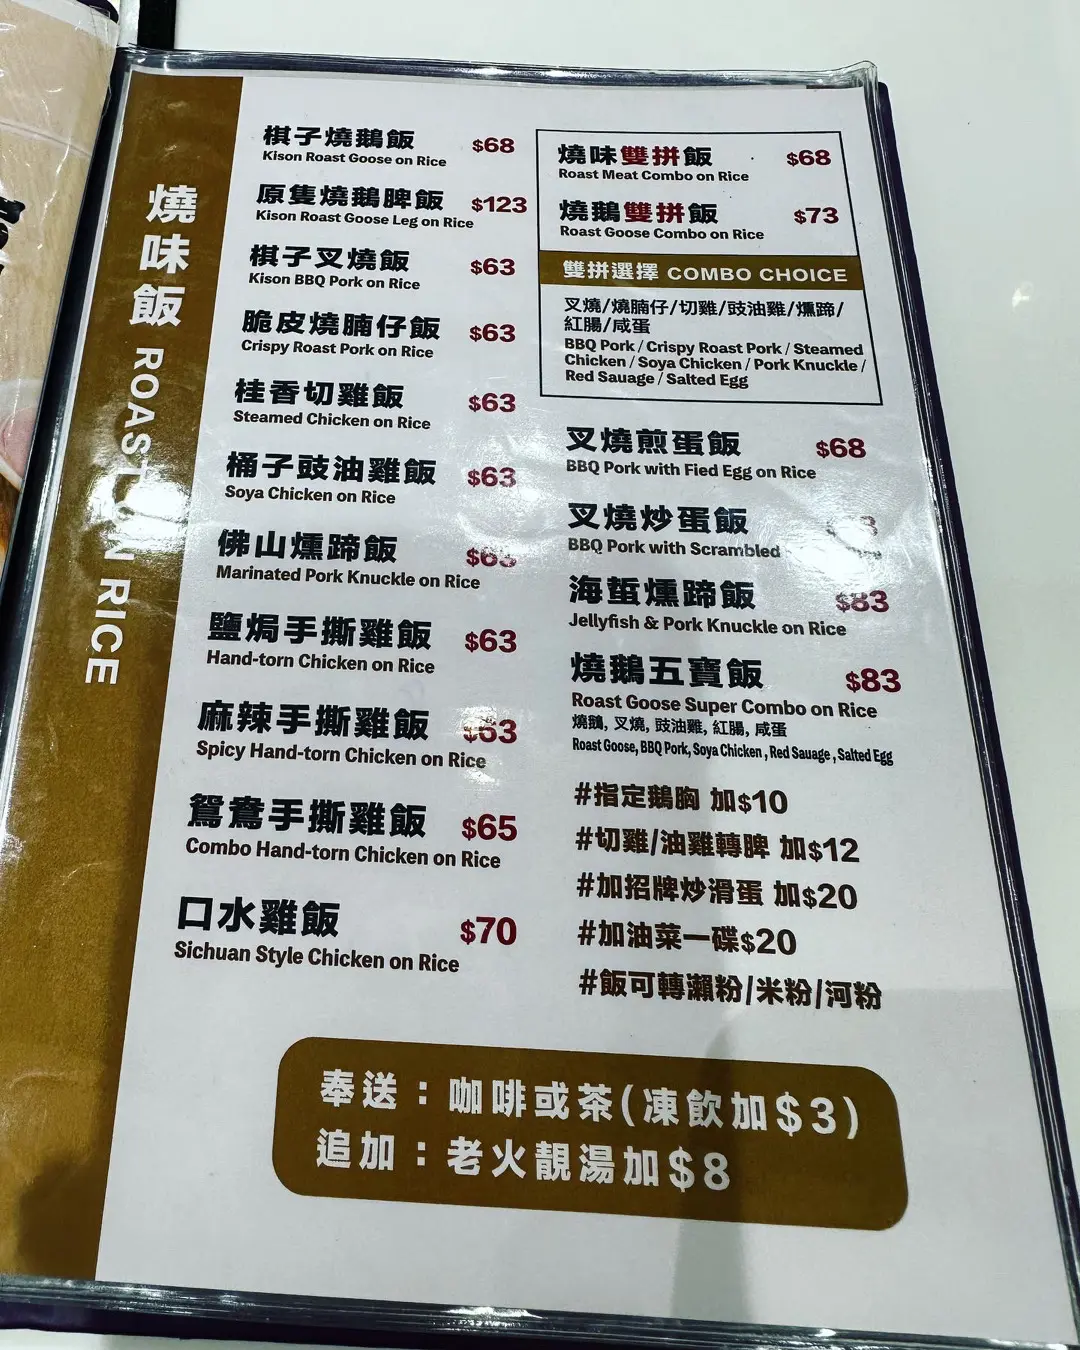 燒味飯 ROAST ON RICE
棋子燒鵝飯 $68
Kison Roast Goose on Rice
原隻燒鵝脾飯 $123
Kison Roast Goose Leg on Rice
棋子叉燒飯 $63
Kison BBQ Pork on Rice
脆皮燒腩仔飯 $63
Crispy Roast Pork on Rice
桂香切雞飯 $63
Steamed Chicken on Rice
桶子豉油雞飯 $63
Soya Chicken on Rice
佛山燻蹄飯 $63
Marinated Pork Knuckle on Rice
鹽焗手撕雞飯 $63
Hand-torn Chicken on Rice
麻辣手撕雞飯 $63
Spicy Hand-torn Chicken on Rice
鴛鴦手撕雞飯 $65
Combo Hand-torn Chicken on Rice
口水雞飯 $70
Sichuan Style Chicken on Rice
燒味雙拼飯 $68
Roast Meat Combo on Rice
燒鵝雙拼飯 $73
Roast Goose Combo on Rice
雙拼選擇 COMBO CHOICE
叉燒/燒腩仔/切雞/豉油雞/燻蹄/
紅腸/咸蛋
BBQ Pork / Crispy Roast Pork / Steamed
Chicken / Soya Chicken / Pork Knuckle /
Red Sauage / Salted Egg
叉燒煎蛋飯 $68
BBQ Pork with Fied Egg on Rice
叉燒炒蛋飯
BBQ Pork with Scrambled
海蜇燻蹄飯 $83
Jellyfish & Pork Knuckle on Rice
燒鵝五寶飯 $83
Roast Goose Super Combo on Rice
燒鵝, 叉燒, 豉油雞, 紅腸, 咸蛋
Roast Goose, BBQ Pork, Soya Chicken , Red Sauage , Salted Egg
#指定鵝胸 加$10
#切雞/油雞轉脾 加$12
#加招牌炒滑蛋 加$20
#加油菜一碟$20
#飯可轉瀨粉/米粉/河粉
奉送：咖啡或茶(凍飲加$3)
追加：老火靚湯加$8